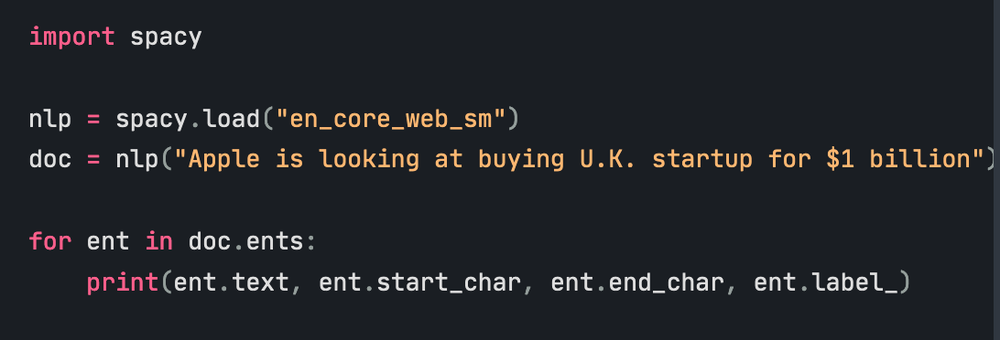 import spacy
nlp = spacy.load("en_core_web_sm")
doc = nlp("Apple is looking at buying U.K. startup for $1 billion")
for ent in doc.ents:
    print(ent.text, ent.start_char, ent.end_char, ent.label_)